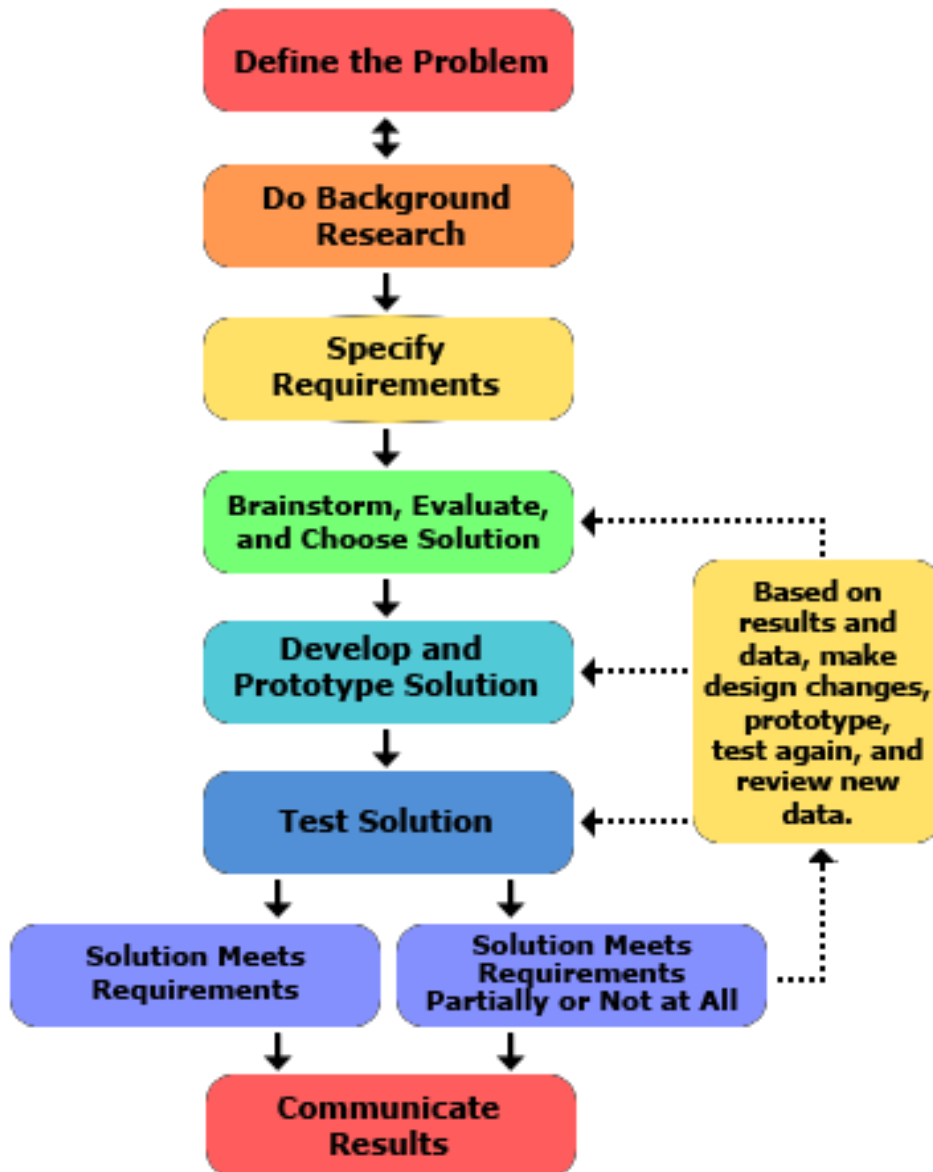 Define the Problem
Do Background
Research
Specify
Requirements
Brainstorm, Evaluate,
and Choose Solution
Develop and
Prototype Solution
Test Solution
Based on
results and
data, make
design changes,
prototype,
test again, and
review new
data.
Solution Meets
Requirements
Solution Meets
Requirements
Partially or Not at All
Communicate
Results